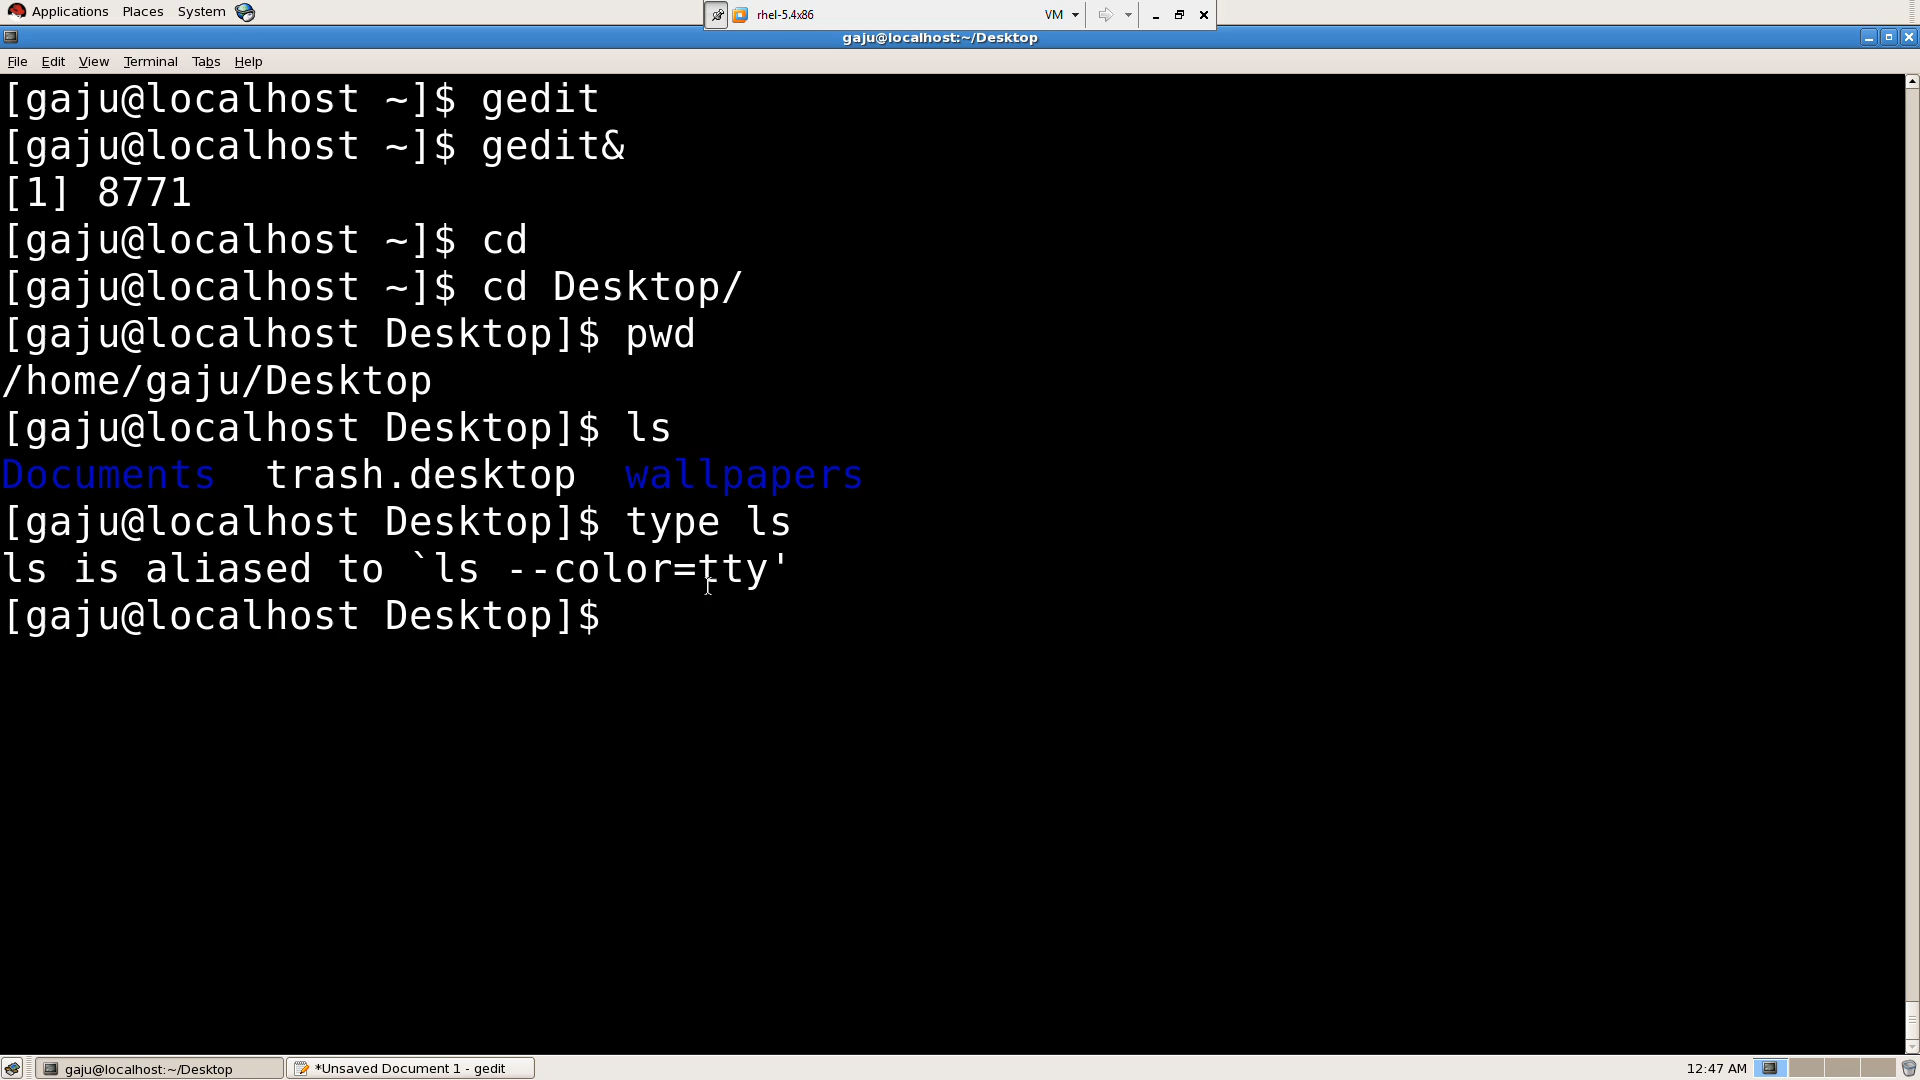 Applications Places System
rhel-5.4x86 VM
gaju@localhost:~/Desktop
File Edit View Terminal Tabs Help
[gaju@localhost ~]$ gedit
[gaju@localhost ~]$ gedit&
[1] 8771
[gaju@localhost ~]$ cd
[gaju@localhost ~]$ cd Desktop/
[gaju@localhost Desktop]$ pwd
/home/gaju/Desktop
[gaju@localhost Desktop]$ ls
Documents  trash.desktop  wallpapers
[gaju@localhost Desktop]$ type ls
ls is aliased to `ls --color=tty'
[gaju@localhost Desktop]$
gaju@localhost:~/Desktop *Unsaved Document 1 - gedit 12:47 AM